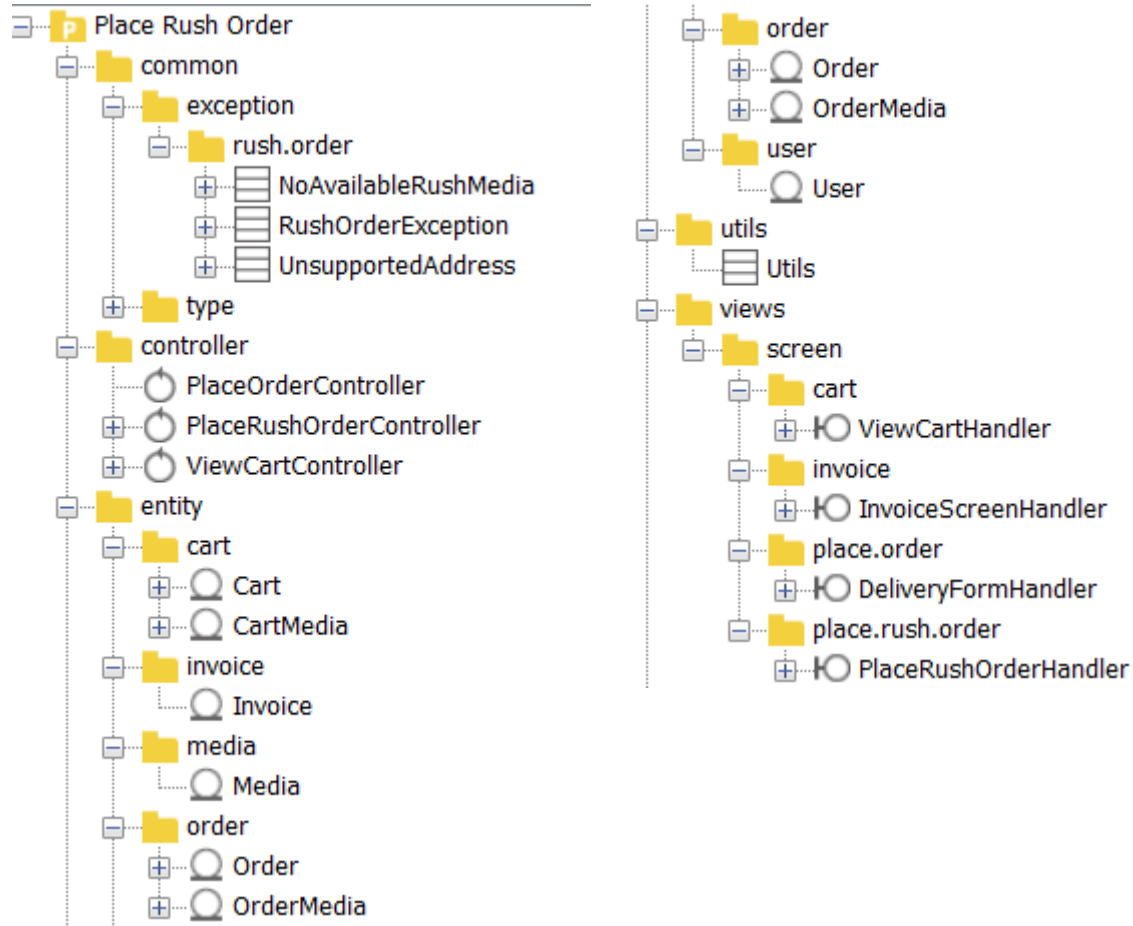 Place Rush Order
common
exception
rush.order
NoAvailableRushMedia
RushOrderException
UnsupportedAddress
type
controller
PlaceOrderController
PlaceRushOrderController
ViewCartController
entity
cart
Cart
CartMedia
invoice
Invoice
media
Media
order
Order
OrderMedia
order
Order
OrderMedia
user
User
utils
Utils
views
screen
cart
ViewCartHandler
invoice
InvoiceScreenHandler
place.order
DeliveryFormHandler
place.rush.order
PlaceRushOrderHandler